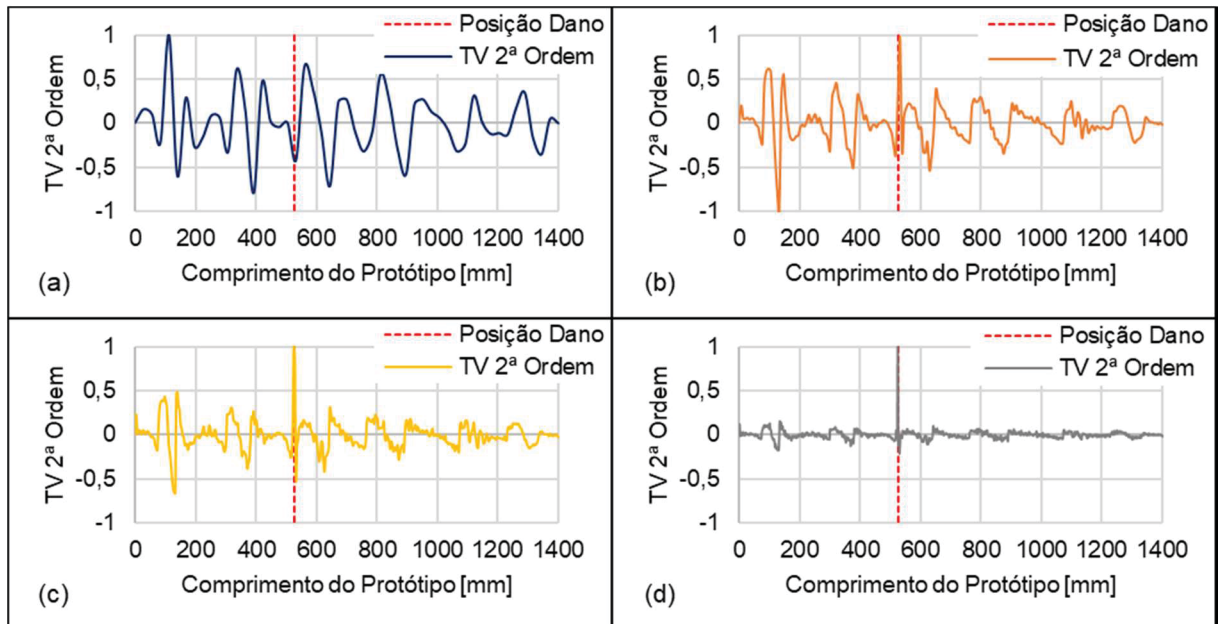 Posição Dano
TV 2ª Ordem
TV 2ª Ordem
1
0,5
0
-0,5
-1
0 200 400 600 800 1000 1200 1400
Comprimento do Protótipo [mm]
(a)
Posição Dano
TV 2ª Ordem
TV 2ª Ordem
1
0,5
0
-0,5
-1
0 200 400 600 800 1000 1200 1400
Comprimento do Protótipo [mm]
(b)
Posição Dano
TV 2ª Ordem
TV 2ª Ordem
1
0,5
0
-0,5
-1
0 200 400 600 800 1000 1200 1400
Comprimento do Protótipo [mm]
(c)
Posição Dano
TV 2ª Ordem
TV 2ª Ordem
1
0,5
0
-0,5
-1
0 200 400 600 800 1000 1200 1400
Comprimento do Protótipo [mm]
(d)